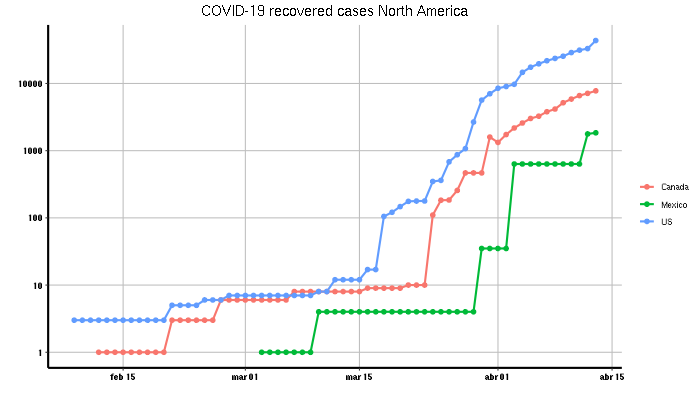 COVID-19 recovered cases North America
10000
1000
100
10
1
feb 15
mar 01
mar 15
abr 01
abr 15
Canada
Mexico
US